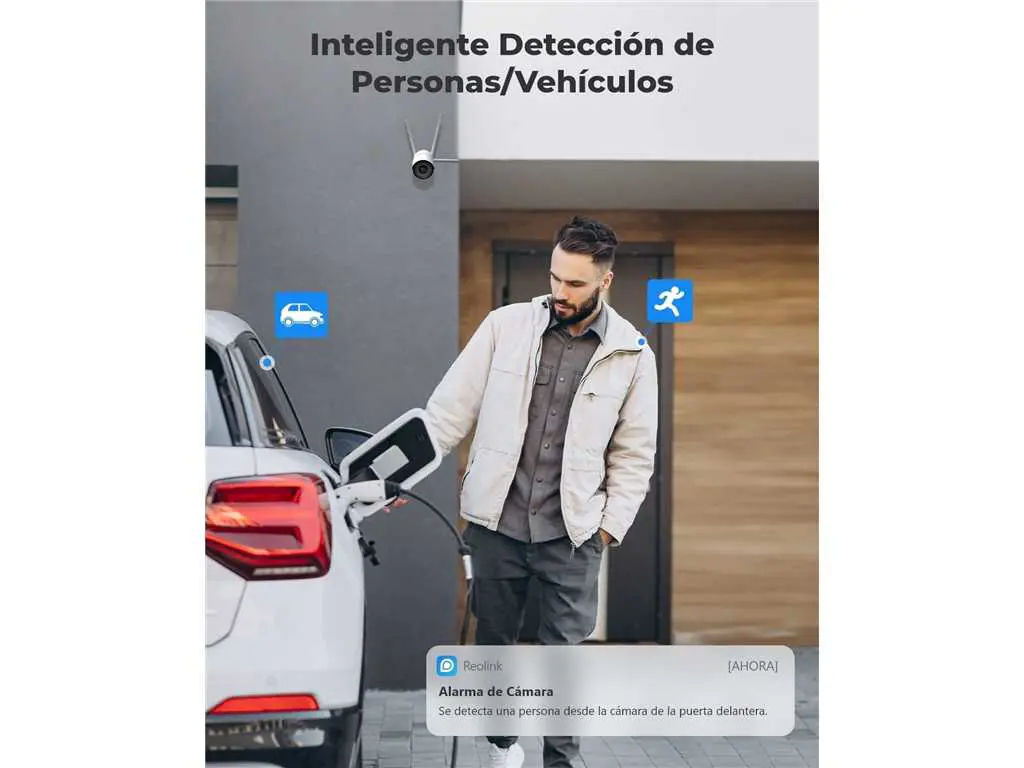 Inteligente Detección de
Personas/Vehículos
Reolink [AHORA]
Alarma de Cámara
Se detecta una persona desde la cámara de la puerta delantera.